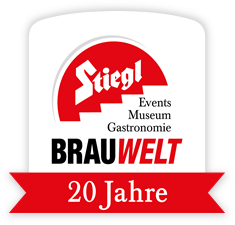 Stiegl
Events
Museum
Gastronomie
BRAUWELT
20 Jahre